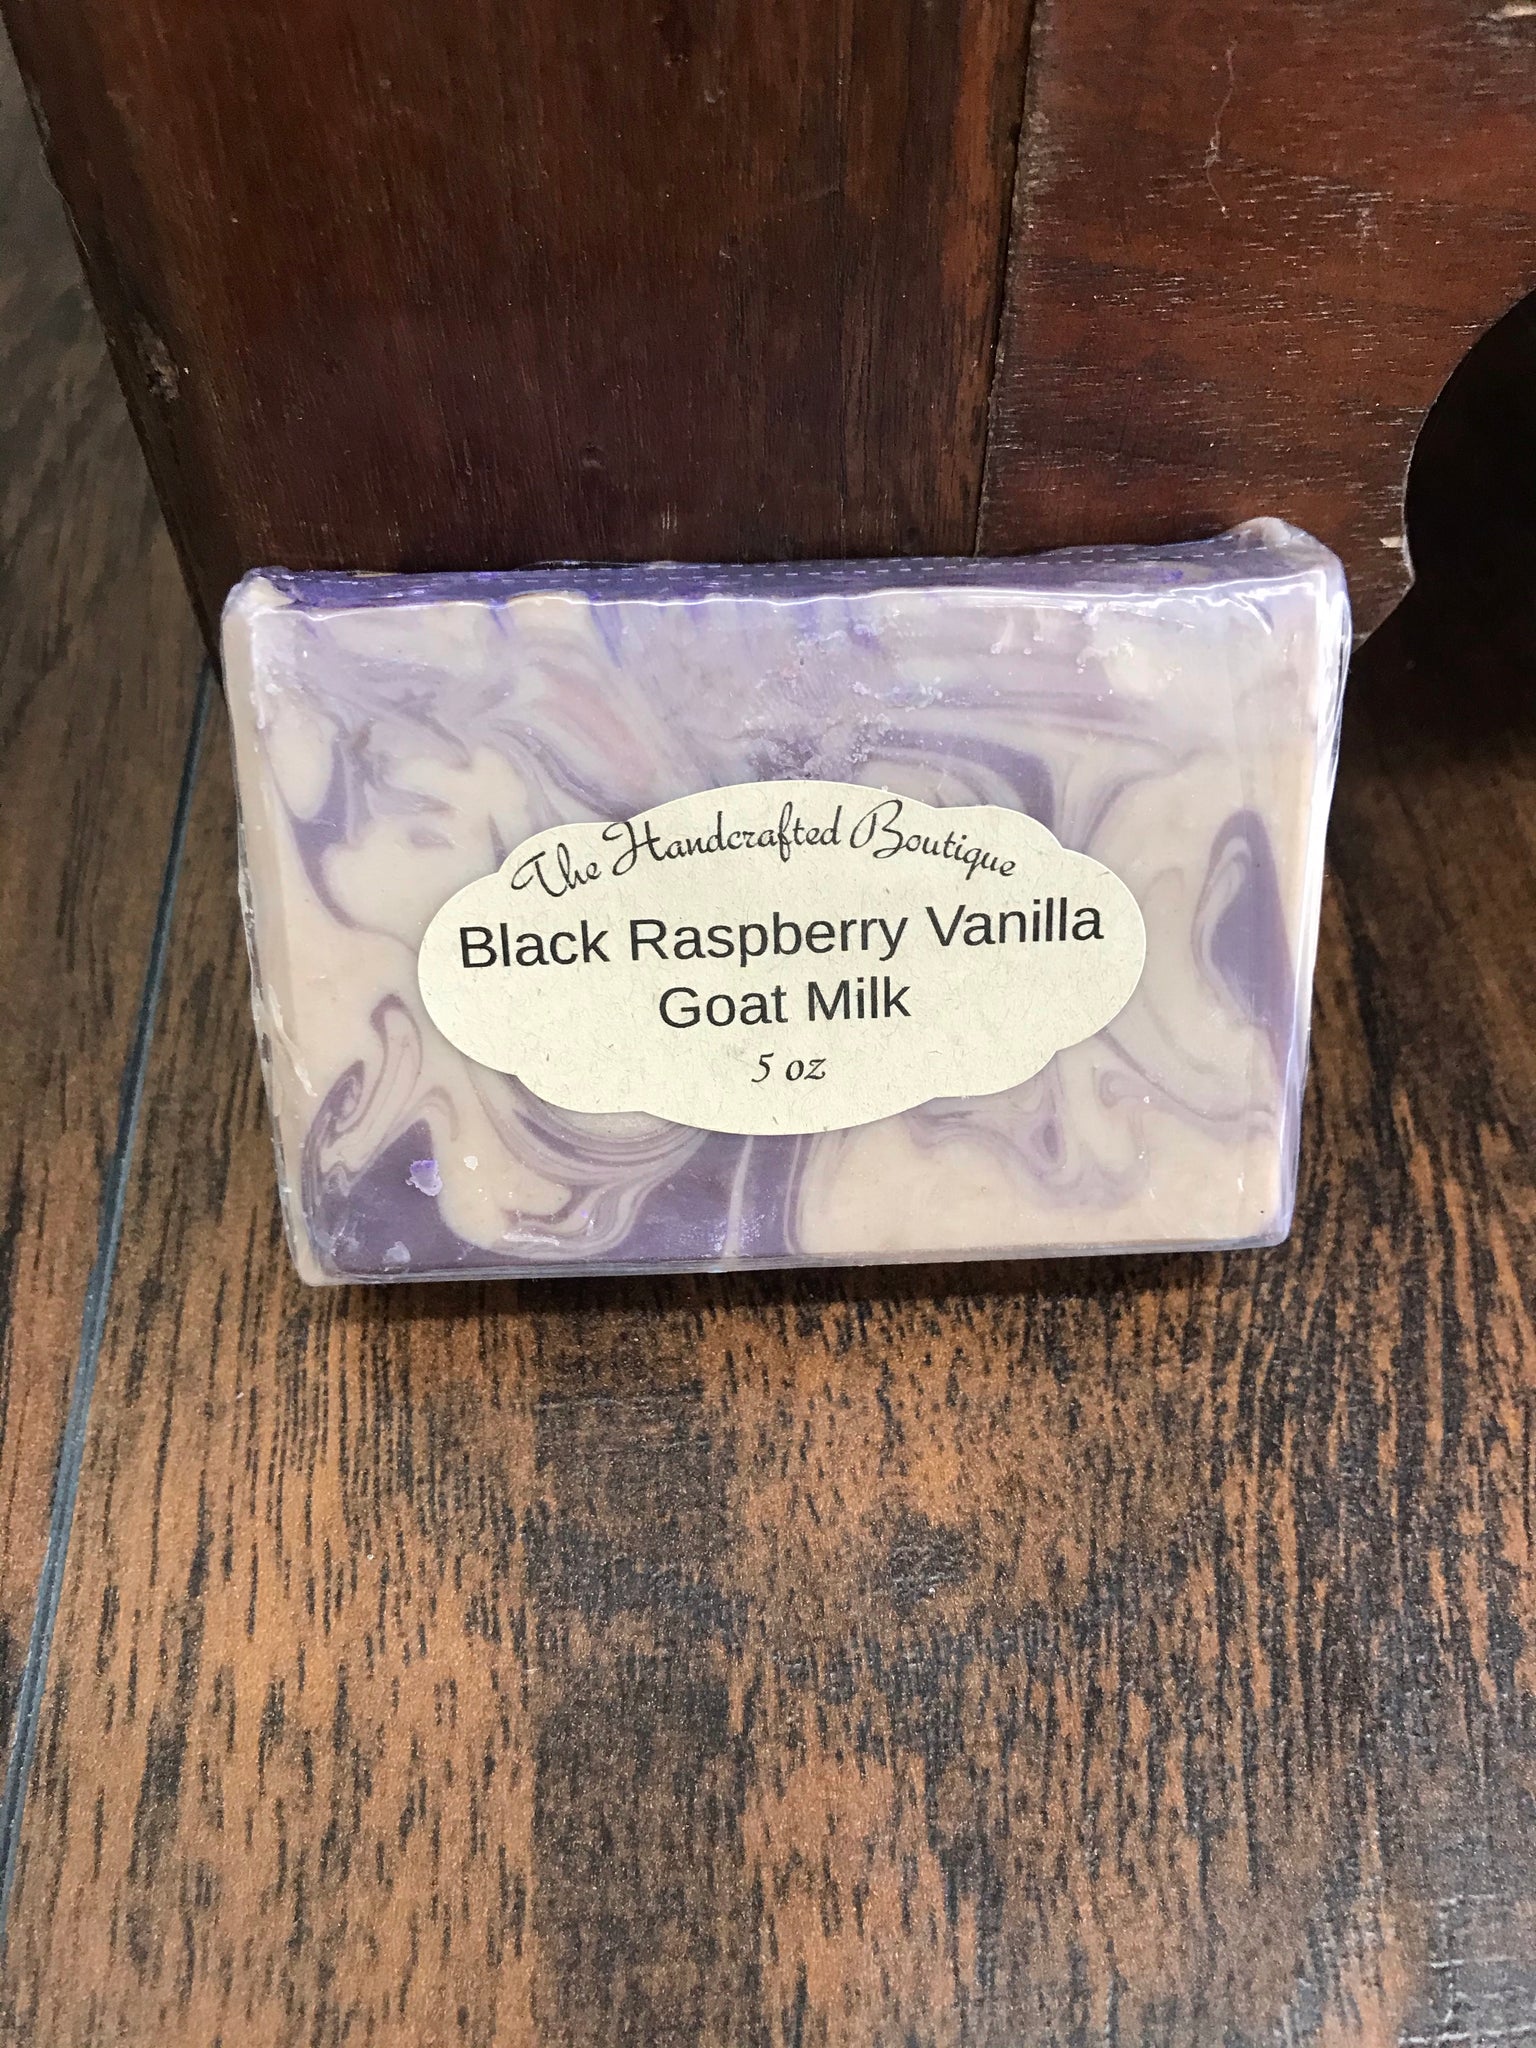 The Handcrafted Boutique
Black Raspberry Vanilla
Goat Milk
5 oz